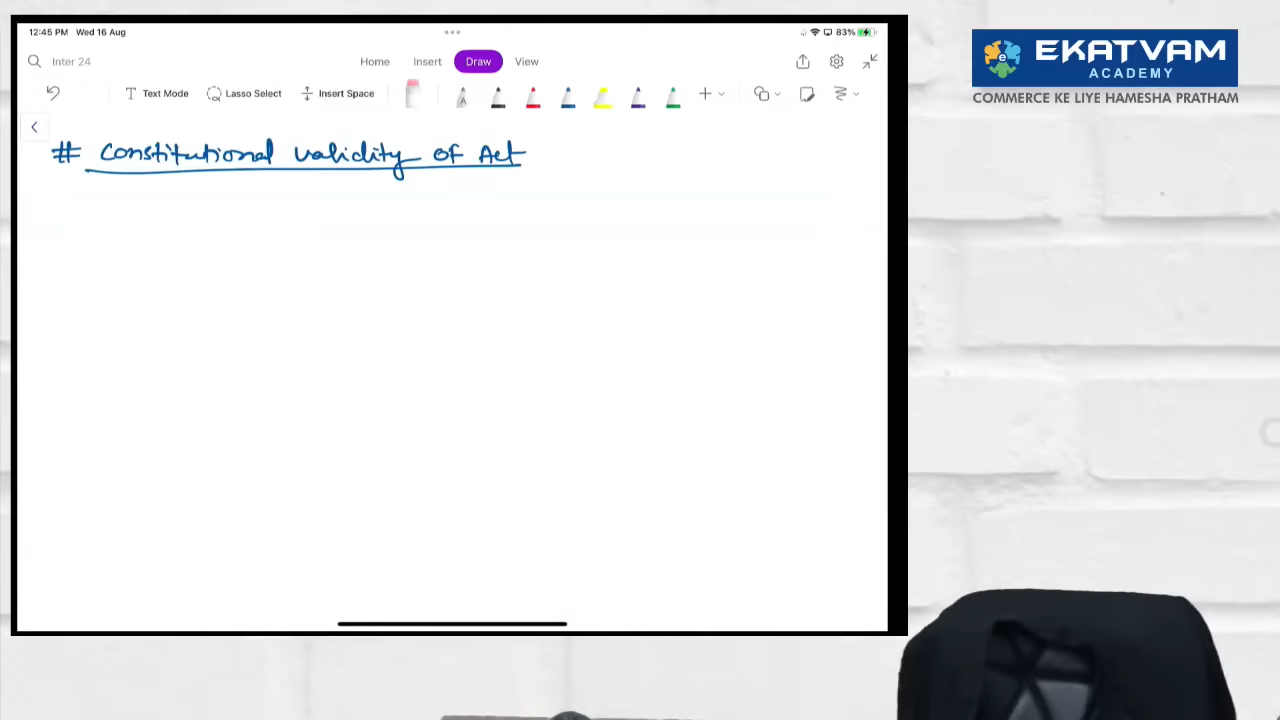 12:45 PM Wed 16 Aug
83%
Inter 24
Home Insert Draw View
Text Mode Lasso Select Insert Space
# Constitutional validity of Act
EKATVAM
ACADEMY
COMMERCE KE LIYE HAMESHA PRATHAM